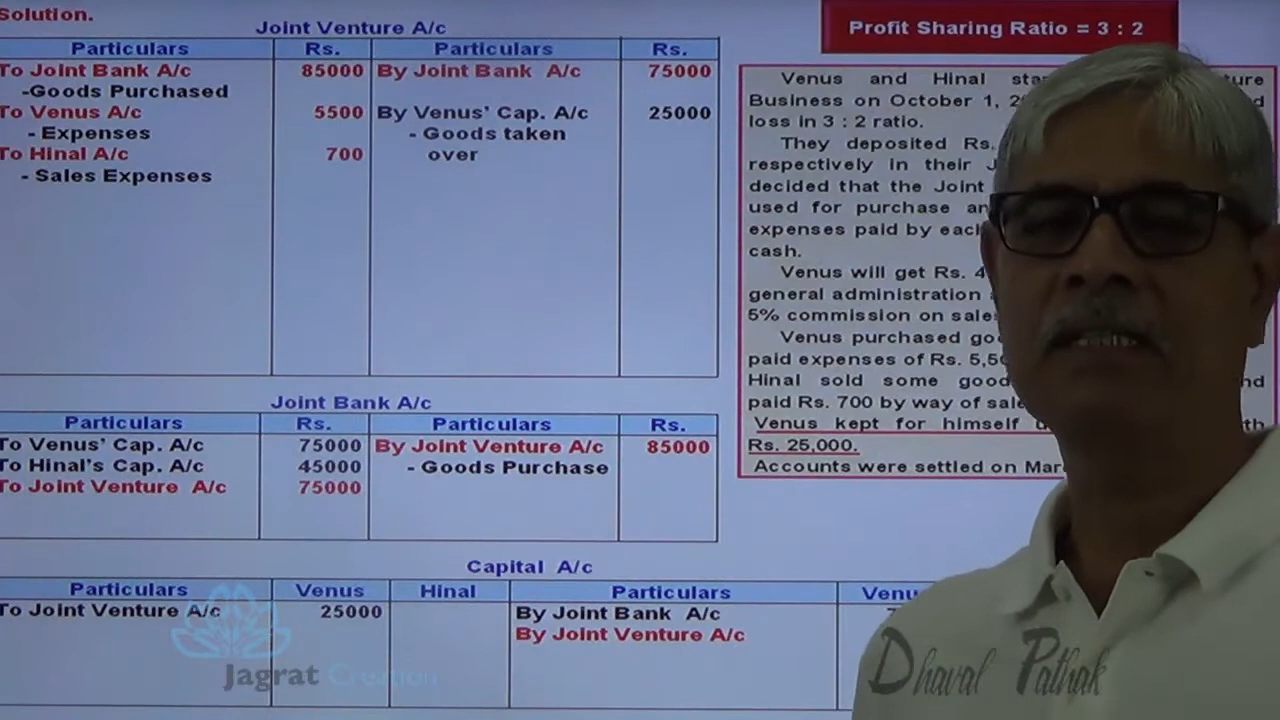 Solution.
Joint Venture A/c
Particulars Rs. Particulars Rs.
To Joint Bank A/c 85000 By Joint Bank A/c 75000
-Goods Purchased
To Venus A/c 5500 By Venus' Cap. A/c 25000
- Expenses - Goods taken
To Hinal A/c 700 over
- Sales Expenses
Joint Bank A/c
Particulars Rs. Particulars Rs.
To Venus' Cap. A/c 75000 By Joint Venture A/c 85000
To Hinal's Cap. A/c 45000 - Goods Purchase
To Joint Venture A/c 75000
Capital A/c
Particulars Venus Hinal Particulars
To Joint Venture A/c 25000 By Joint Bank A/c
By Joint Venture A/c
Profit Sharing Ratio = 3 : 2
Venus and Hinal
Business on October 1,
loss in 3 : 2 ratio.
They deposited Rs.
respectively in their
decided that the Joint
used for purchase
expenses paid by
cash.
Venus will get Rs.
general administration
5% commission on
Venus purchased
paid expenses of Rs.
Hinal sold some
paid Rs. 700 by way of
Venus kept for himself
Rs. 25,000.
Accounts were settled on
Jagrat Creation
Dhaval Pathak